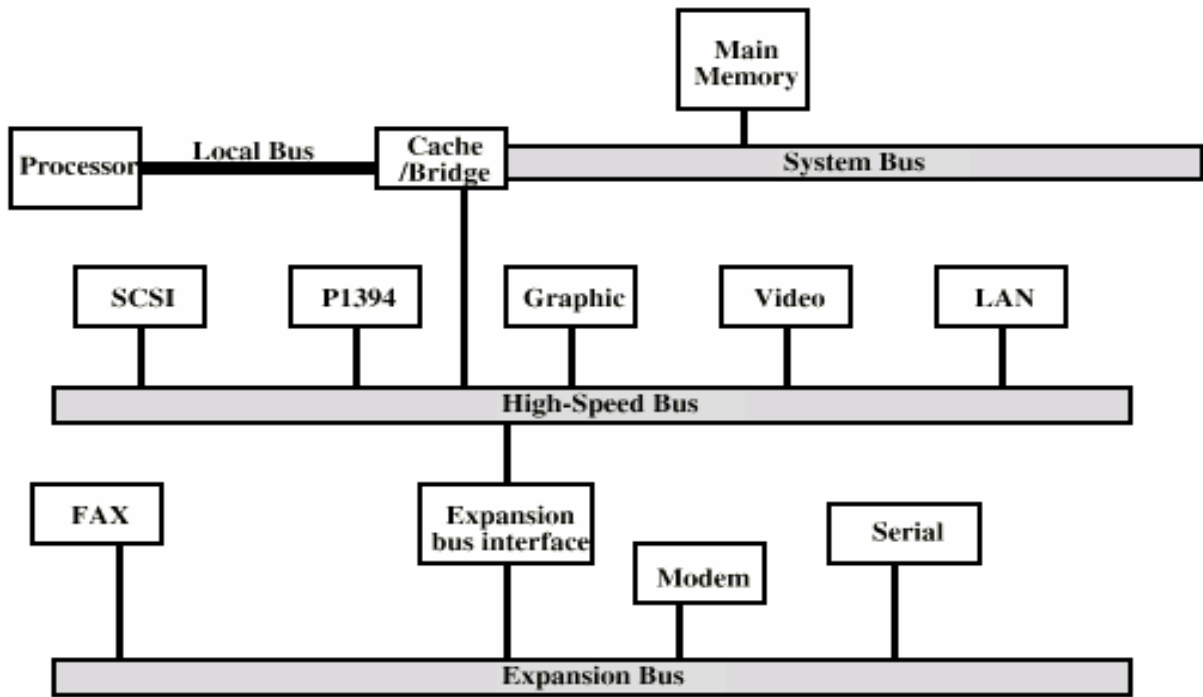 Main
Memory
Processor
Local Bus
Cache
/Bridge
System Bus
SCSI
P1394
Graphic
Video
LAN
High-Speed Bus
FAX
Expansion
bus interface
Modem
Serial
Expansion Bus